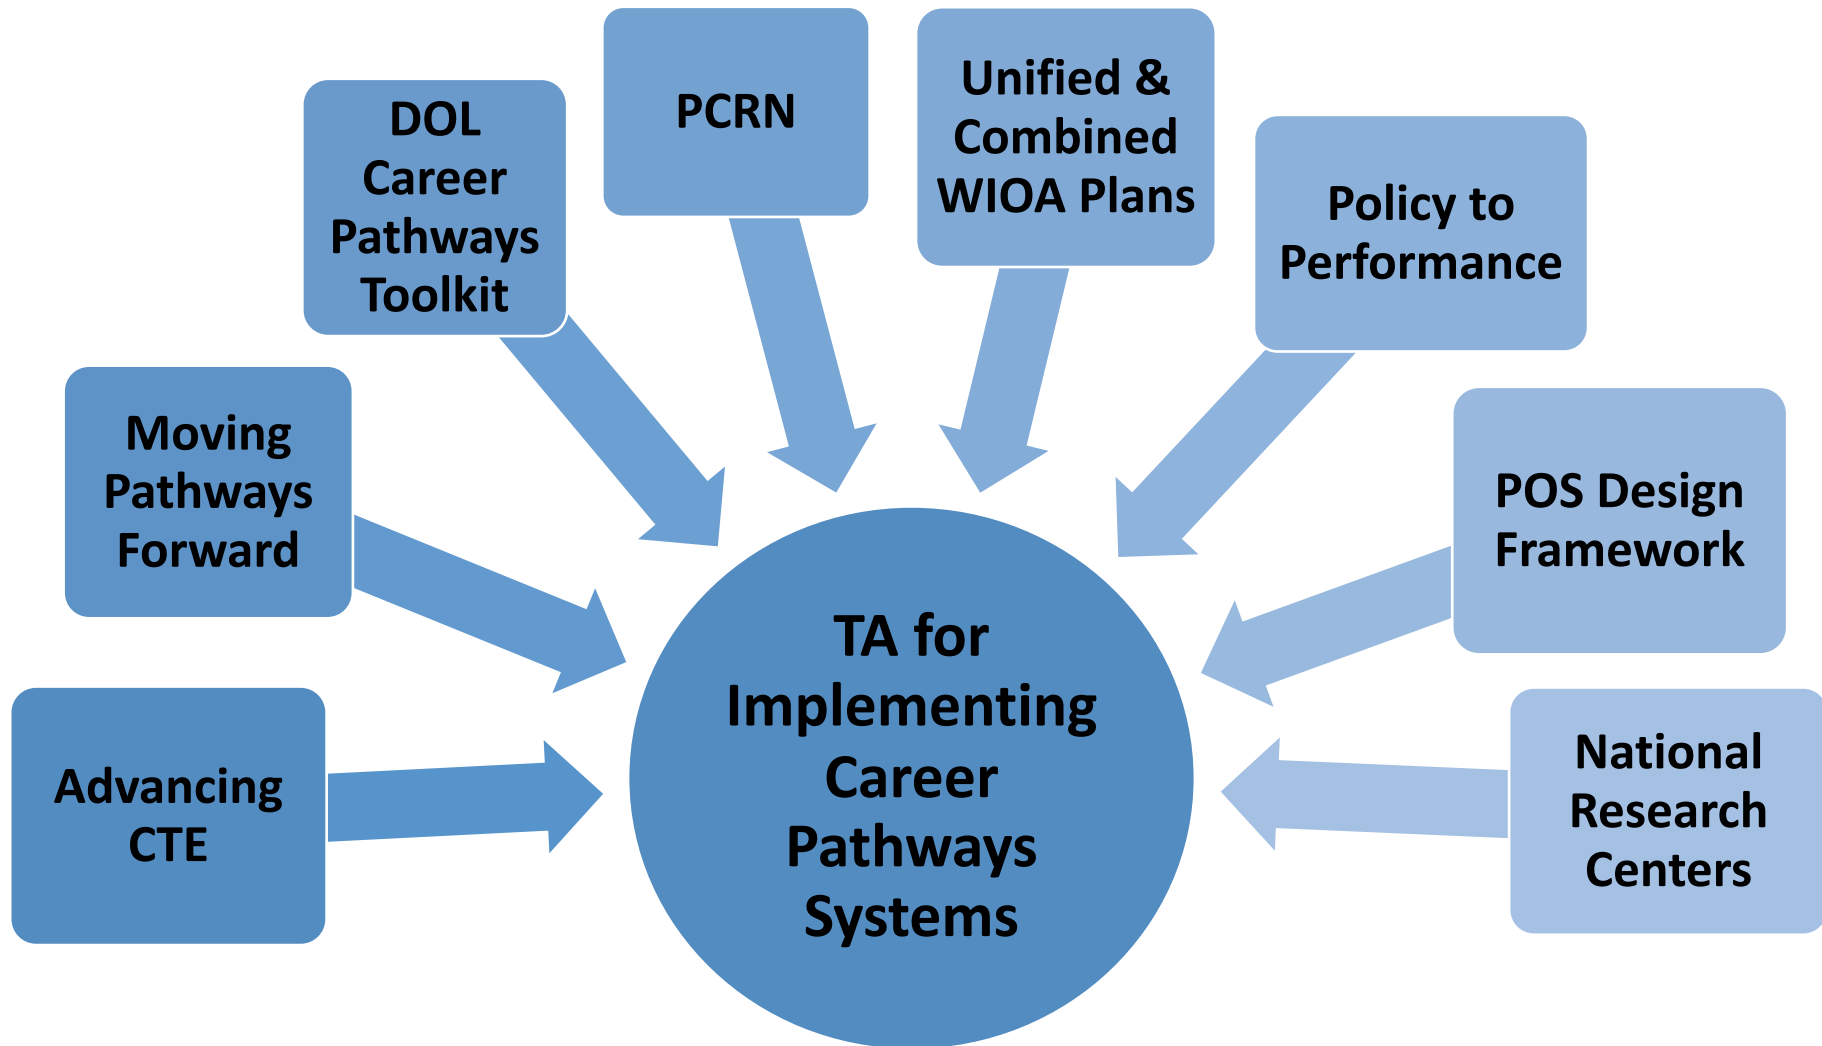 Advancing
CTE
Moving
Pathways
Forward
DOL
Career
Pathways
Toolkit
PCRN
Unified &
Combined
WIOA Plans
Policy to
Performance
POS Design
Framework
National
Research
Centers
TA for
Implementing
Career
Pathways
Systems